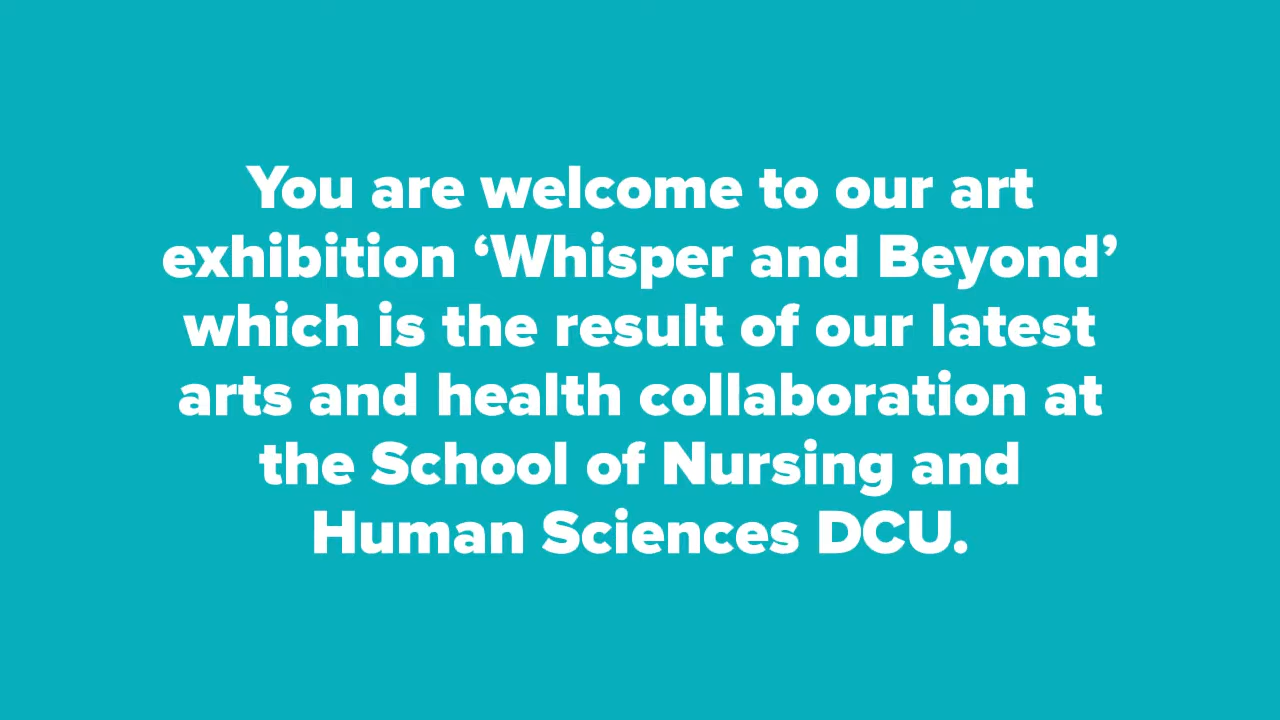 You are welcome to our art
exhibition ‘Whisper and Beyond’
which is the result of our latest
arts and health collaboration at
the School of Nursing and
Human Sciences DCU.